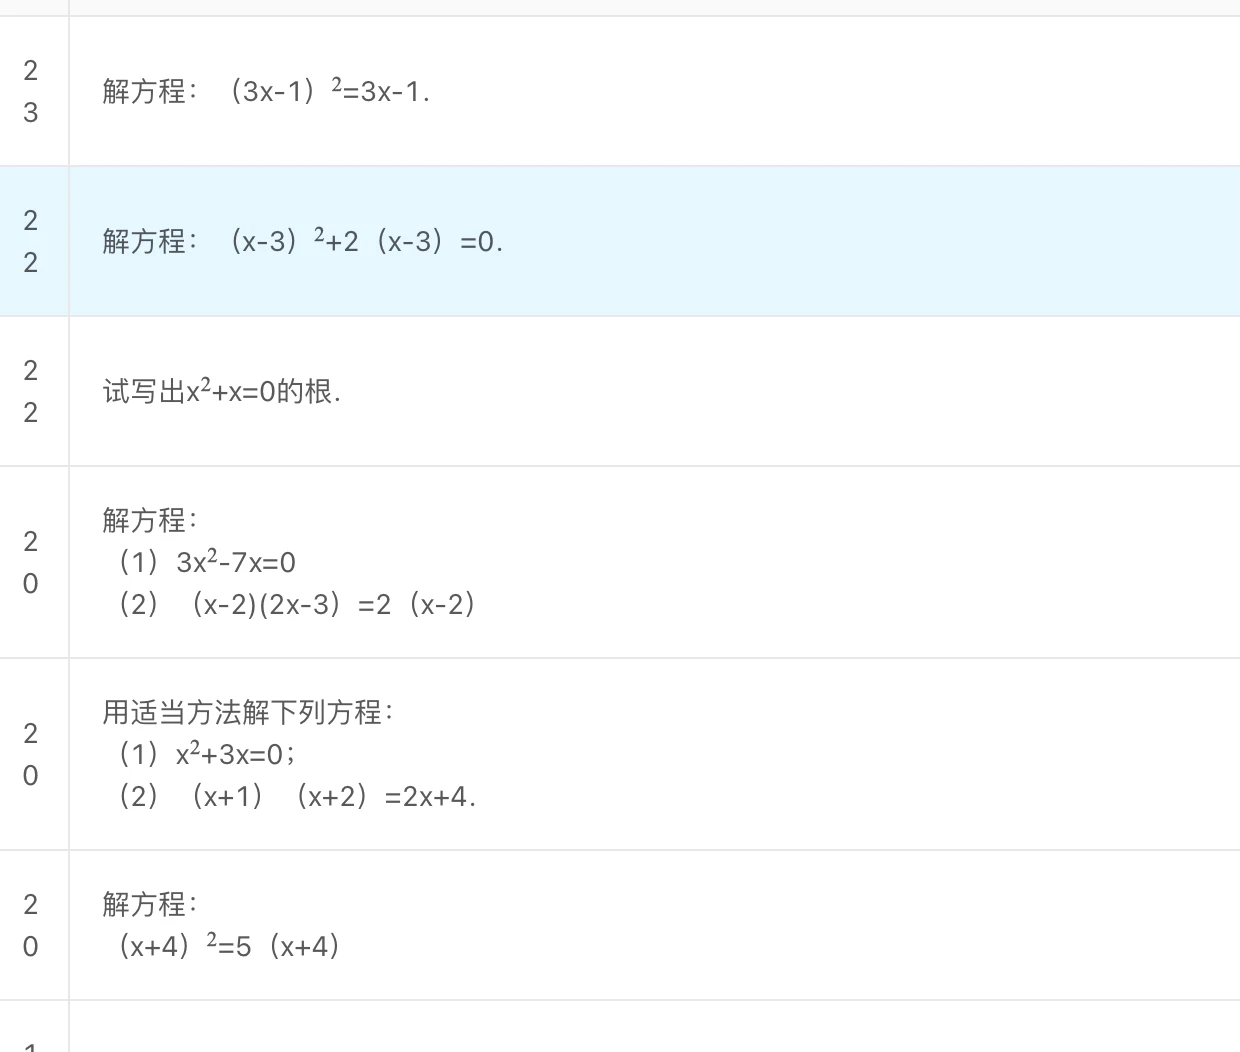 2
3
解方程：（3x-1）²=3x-1.
2
2
解方程：（x-3）²+2（x-3）=0.
2
2
试写出x²+x=0的根.
2
0
解方程：
（1）3x²-7x=0
（2）（x-2)(2x-3）=2（x-2）
2
0
用适当方法解下列方程：
（1）x²+3x=0；
（2）（x+1）（x+2）=2x+4.
2
0
解方程：
（x+4）²=5（x+4）